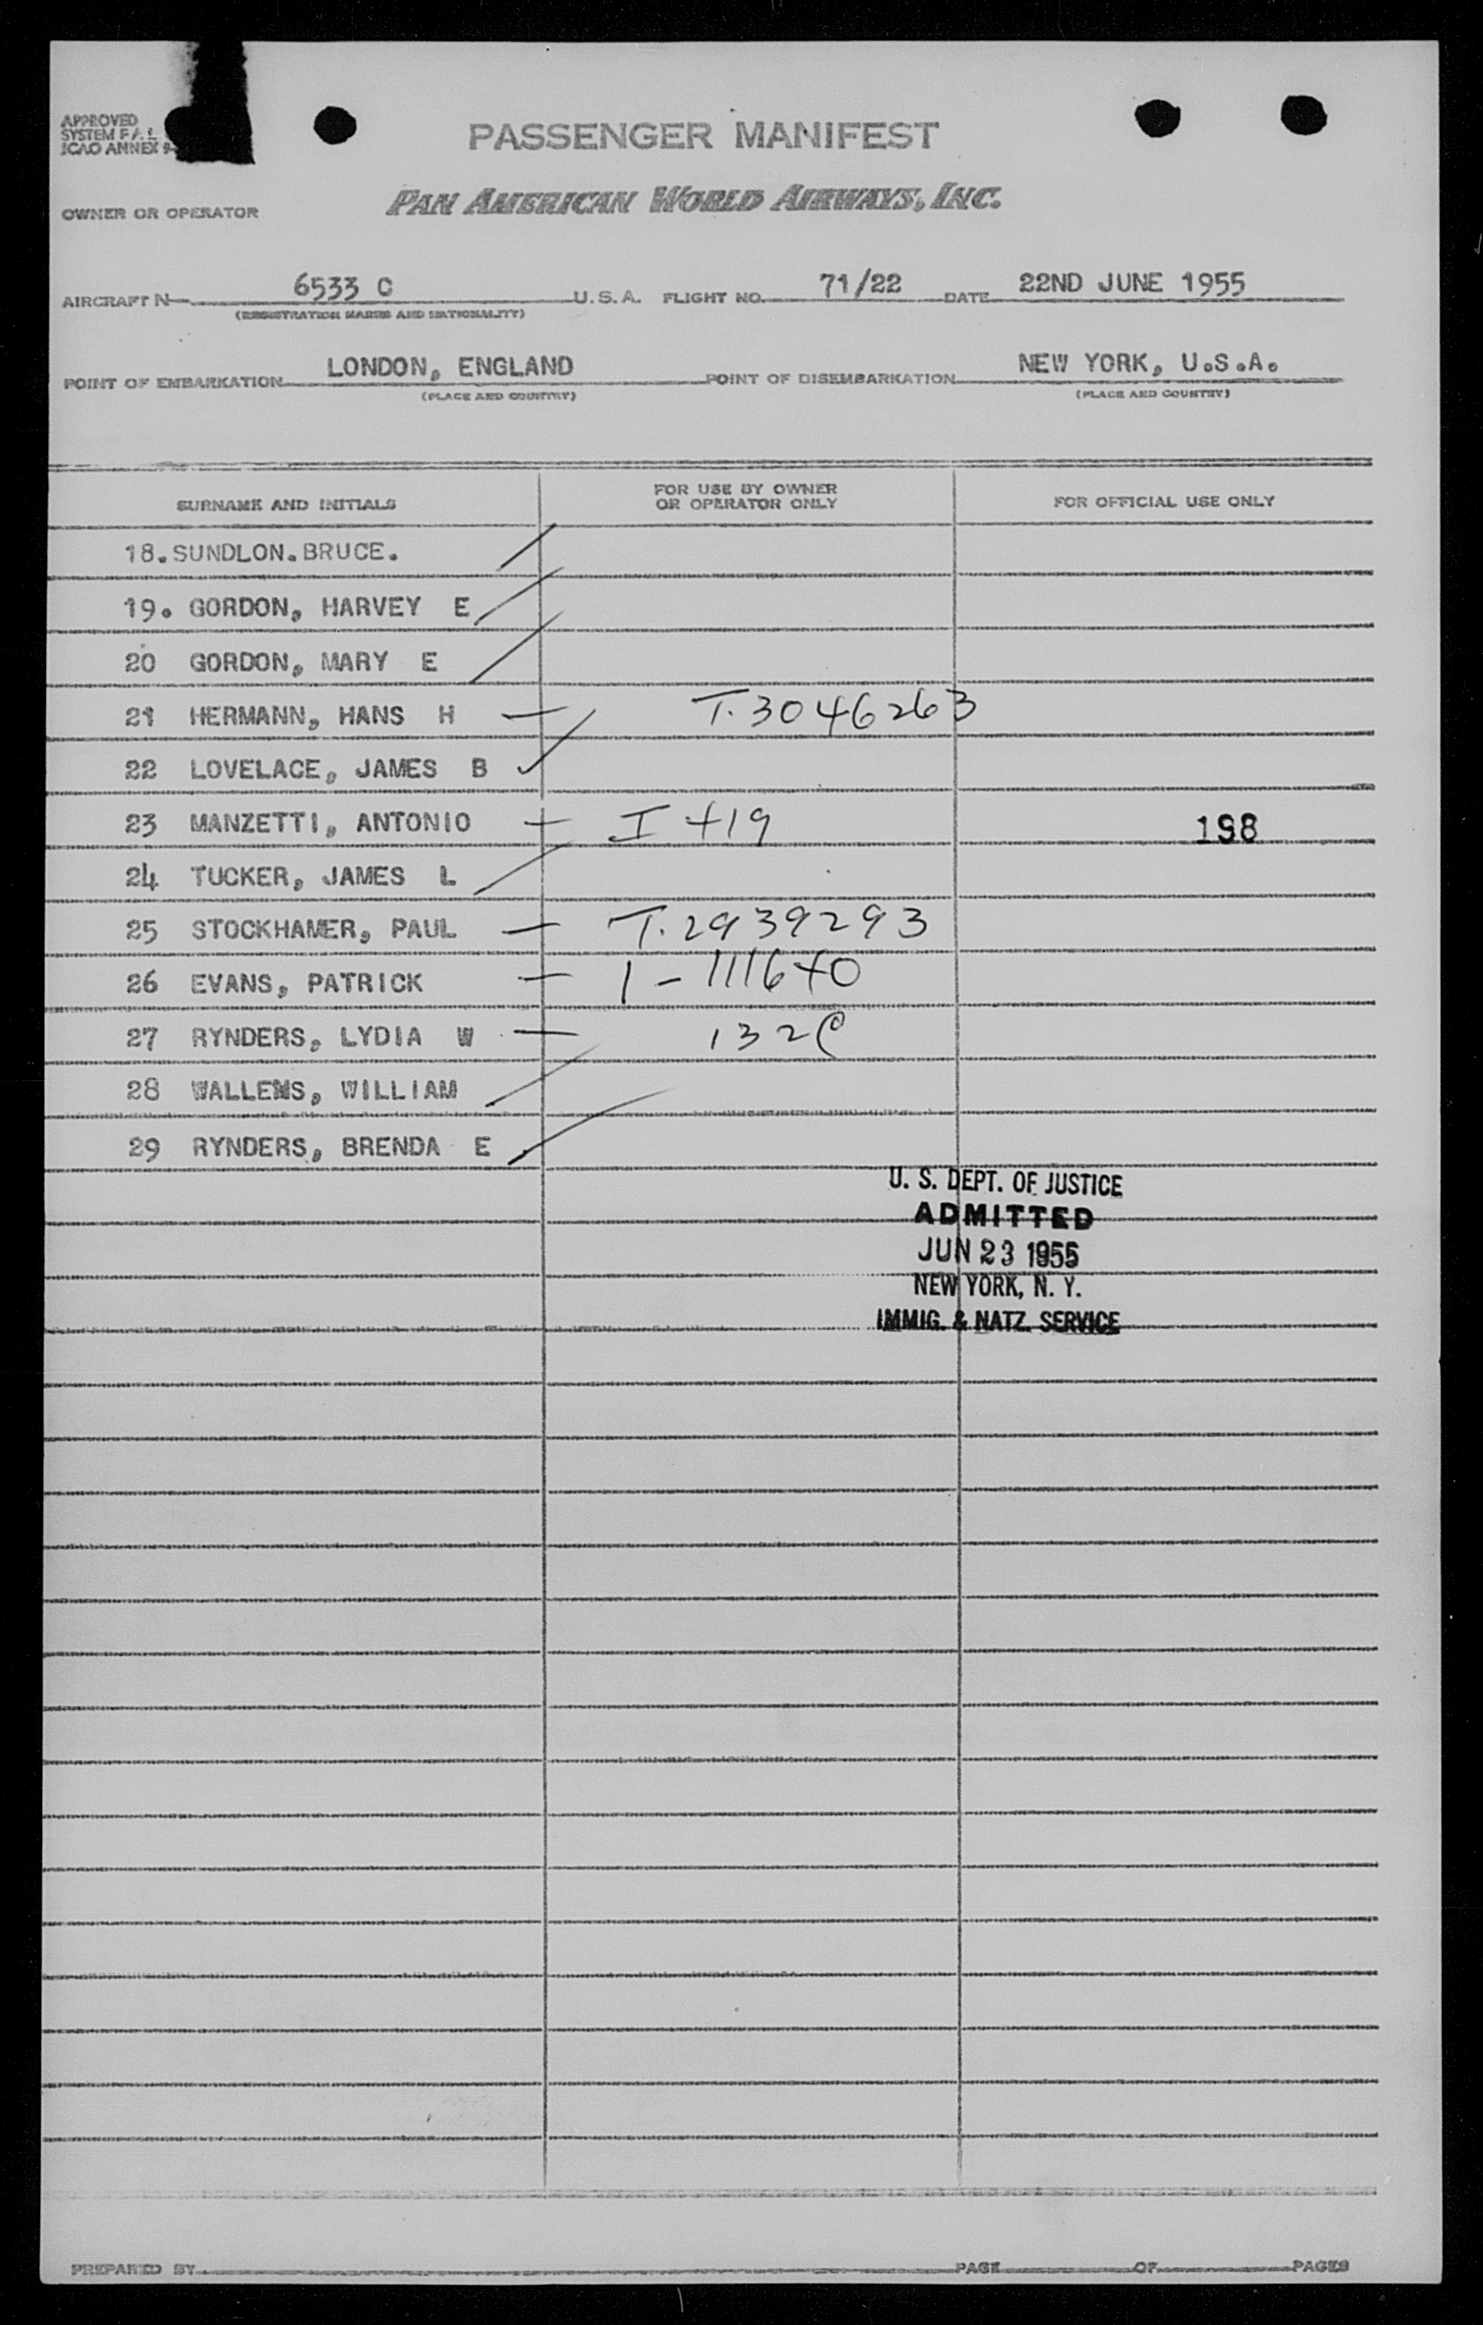 APPROVED
SYSTEM F A L
ICAO ANNEX 9
PASSENGER MANIFEST
OWNER OR OPERATOR PAN AMERICAN WORLD AIRWAYS, INC.
AIRCRAFT N 6533 C U.S.A. FLIGHT NO. 71/22 DATE 22ND JUNE 1955
(REGISTRATION MARKS AND NATIONALITY)
POINT OF EMBARKATION LONDON, ENGLAND POINT OF DISEMBARKATION NEW YORK, U.S.A.
(PLACE AND COUNTRY) (PLACE AND COUNTRY)
SURNAME AND INITIALS
FOR USE BY OWNER
OR OPERATOR ONLY
FOR OFFICIAL USE ONLY
18.SUNDLON.BRUCE.
19. GORDON, HARVEY E
20 GORDON, MARY E
21 HERMANN, HANS H T.3046263
22 LOVELACE, JAMES B
23 MANZETTI, ANTONIO I 419 198
24 TUCKER, JAMES L
25 STOCKHAMER, PAUL T.2939293
26 EVANS, PATRICK 1-111640
27 RYNDERS, LYDIA W 132C
28 WALLEMS, WILLIAM
29 RYNDERS, BRENDA E
U. S. DEPT. OF JUSTICE
ADMITTED
JUN 23 1955
NEW YORK, N. Y.
IMMIG. & NATZ. SERVICE
PREPARED BY PAGE OF PAGES